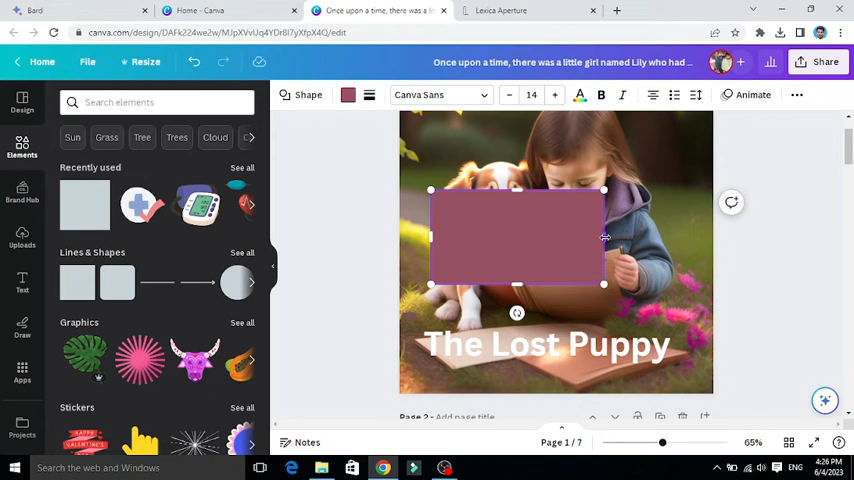 Bard
Home - Canva
Once upon a time, there was a li
Lexica Aperture
canva.com/design/DAFk224we2w/MJpXVvU4YDr8I7yXfpX4Q/edit
Home
File
Resize
Once upon a time, there was a little girl named Lily who had ...
Share
Design
Elements
Brand Hub
Uploads
Text
Draw
Apps
Projects
Search elements
Sun
Grass
Tree
Trees
Cloud
Recently used
See all
Lines & Shapes
See all
Graphics
See all
Stickers
See all
Shape
Canva Sans
14
A
B
I
Animate
The Lost Puppy
Page 2 - Add page title
Notes
Page 1 / 7
65%
Search the web and Windows
ENG
4:26 PM
6/4/2023